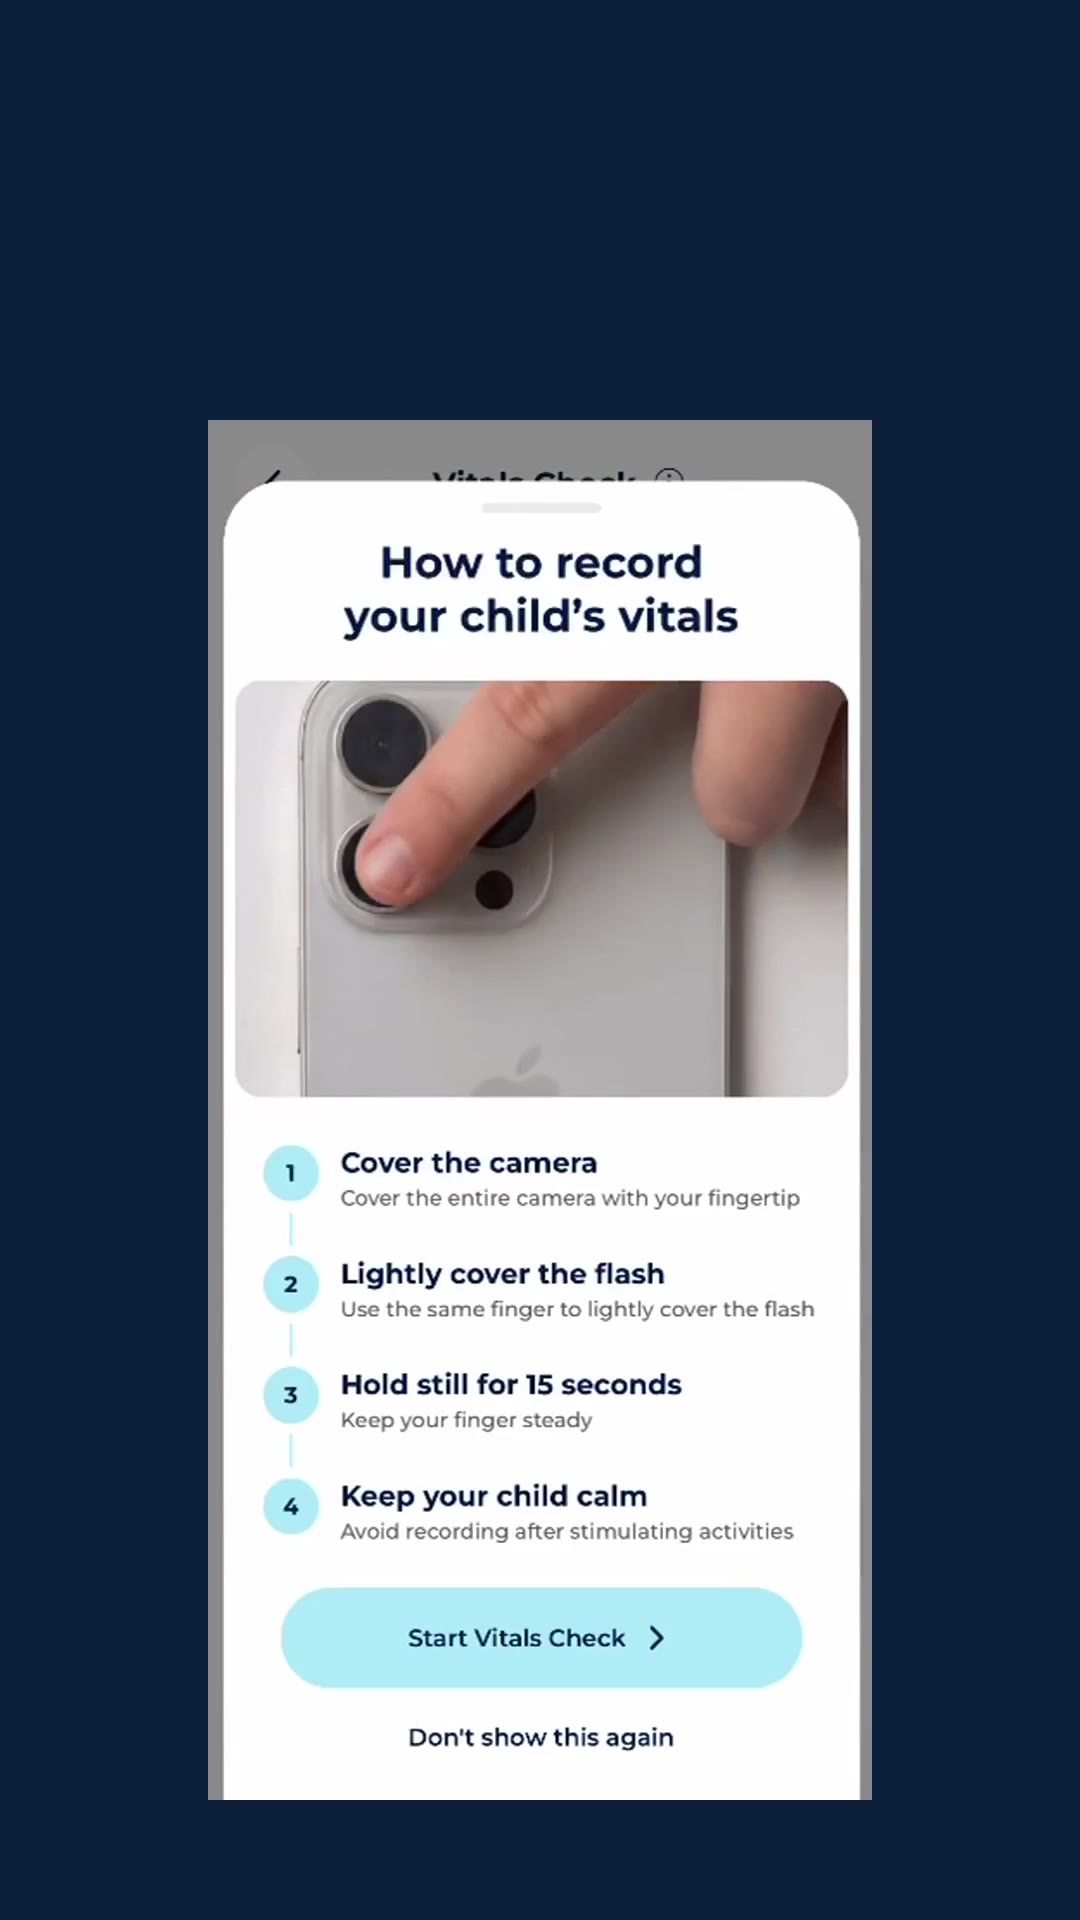 Vitals Check
How to record
your child’s vitals
1
Cover the camera
Cover the entire camera with your fingertip
2
Lightly cover the flash
Use the same finger to lightly cover the flash
3
Hold still for 15 seconds
Keep your finger steady
4
Keep your child calm
Avoid recording after stimulating activities
Start Vitals Check
Don't show this again